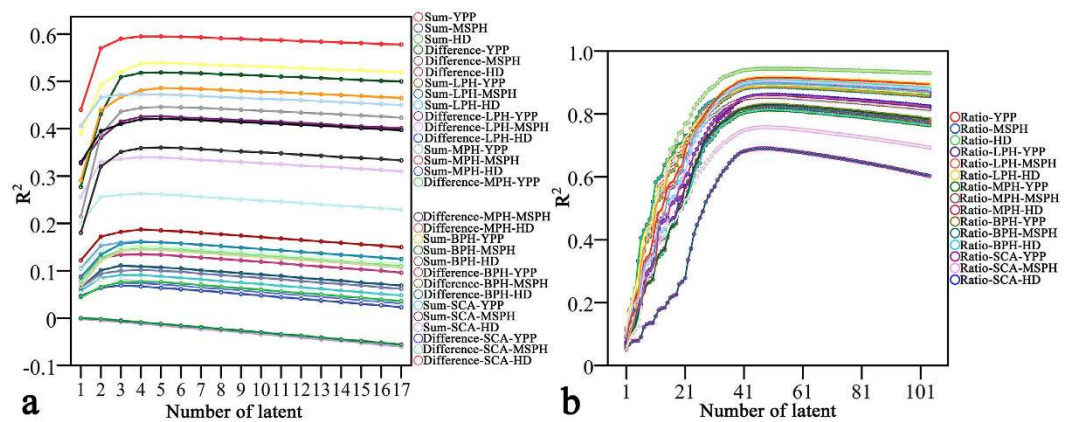 0.6
0.5
0.4
0.3
0.2
0.1
0
-0.1
R²
1 2 3 4 5 6 7 8 9 10 11 12 13 14 15 16 17
Number of latent
a
Sum-YPP
Sum-MSPH
Sum-HD
Difference-YPP
Difference-MSPH
Difference-HD
Sum-LPH-YPP
Sum-LPH-MSPH
Sum-LPH-HD
Difference-LPH-YPP
Difference-LPH-MSPH
Difference-LPH-HD
Sum-MPH-YPP
Sum-MPH-MSPH
Sum-MPH-HD
Difference-MPH-YPP
Difference-MPH-MSPH
Difference-MPH-HD
Sum-BPH-YPP
Sum-BPH-MSPH
Sum-BPH-HD
Difference-BPH-YPP
Difference-BPH-MSPH
Difference-BPH-HD
Sum-SCA-YPP
Sum-SCA-MSPH
Sum-SCA-HD
Difference-SCA-YPP
Difference-SCA-MSPH
Difference-SCA-HD
1.0
0.8
0.6
0.4
0.2
0
R²
1 21 41 61 81 101
Number of latent
b
Ratio-YPP
Ratio-MSPH
Ratio-HD
Ratio-LPH-YPP
Ratio-LPH-MSPH
Ratio-LPH-HD
Ratio-MPH-YPP
Ratio-MPH-MSPH
Ratio-MPH-HD
Ratio-BPH-YPP
Ratio-BPH-MSPH
Ratio-BPH-HD
Ratio-SCA-YPP
Ratio-SCA-MSPH
Ratio-SCA-HD